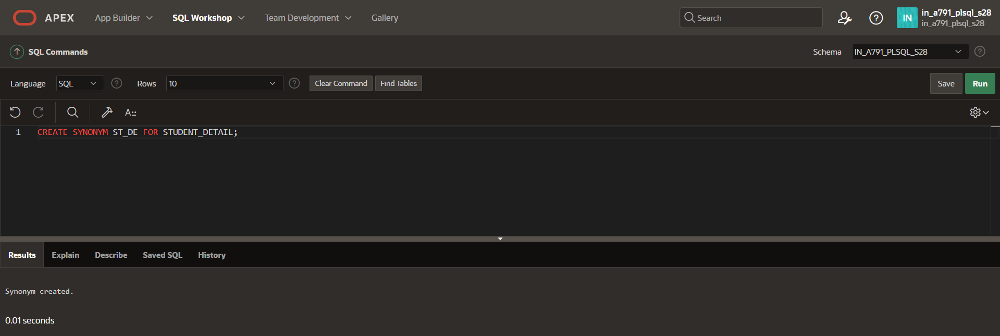 APEX App Builder SQL Workshop Team Development Gallery Search ? IN in_a791_plsql_s28
in_a791_plsql_s28
SQL Commands Schema IN_A791_PLSQL_S28 ?
Language SQL ? Rows 10 ? Clear Command Find Tables Save Run
A::
1 CREATE SYNONYM ST_DE FOR STUDENT_DETAIL;
Results Explain Describe Saved SQL History
Synonym created.
0.01 seconds